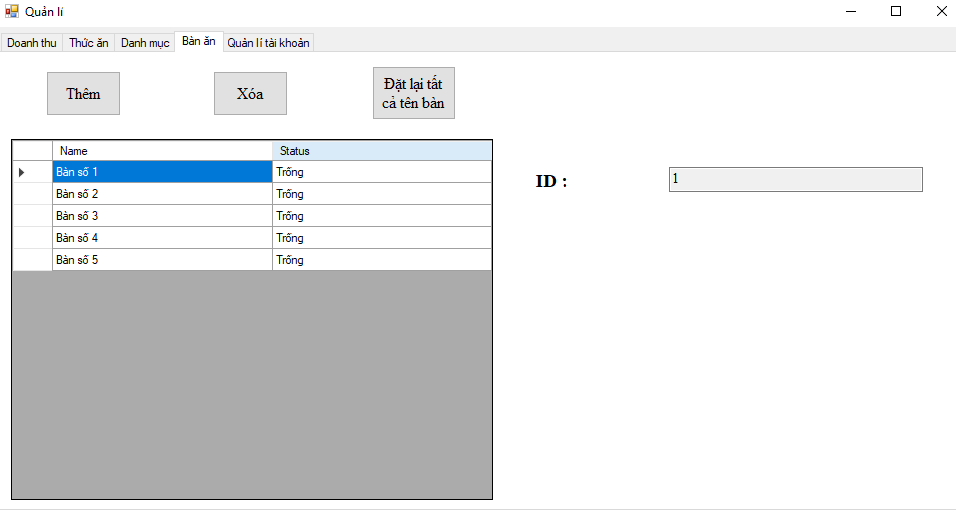 Quản lí
Doanh thu Thức ăn Danh mục Bàn ăn Quản lí tài khoản
Thêm Xóa Đặt lại tất
cả tên bàn
Name Status
Bàn số 1 Trống
Bàn số 2 Trống
Bàn số 3 Trống
Bàn số 4 Trống
Bàn số 5 Trống
ID : 1